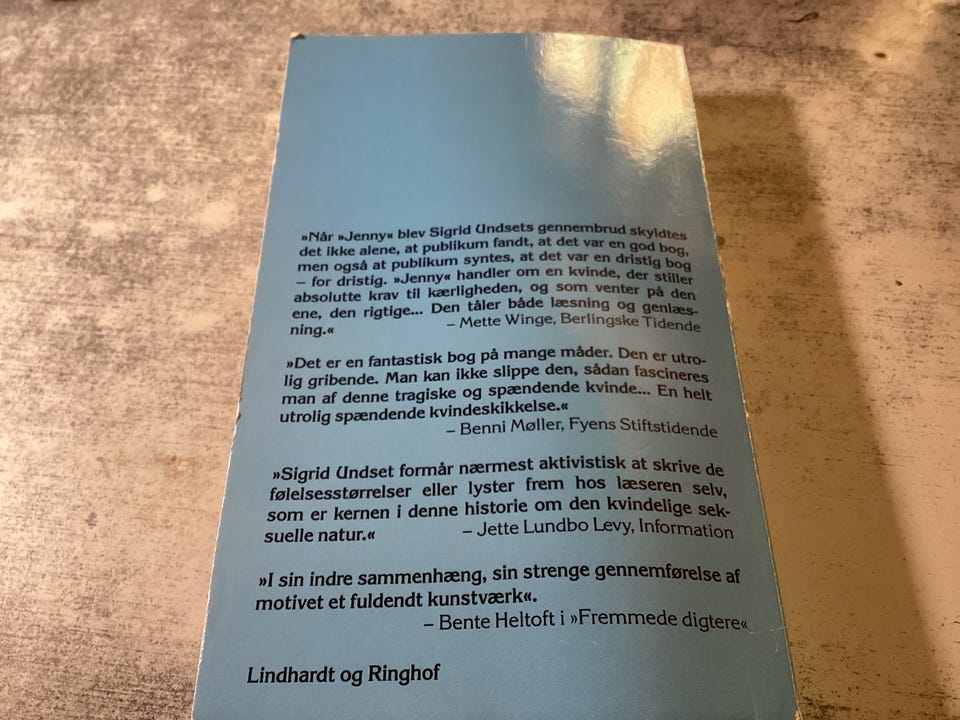 »Når »Jenny« blev Sigrid Undsets gennembrud skyldtes
det ikke alene, at publikum fandt, at det var en god bog,
men også at publikum syntes, at det var en dristig bog
– for dristig. »Jenny« handler om en kvinde, der stiller
absolutte krav til kærligheden, og som venter på den
ene, den rigtige... Den tåler både læsning og genlæs-
ning.« – Mette Winge, Berlingske Tidende
»Det er en fantastisk bog på mange måder. Den er utro-
lig gribende. Man kan ikke slippe den, sådan fascineres
man af denne tragiske og spændende kvinde... En helt
utrolig spændende kvindeskikkelse.«
– Benni Møller, Fyens Stiftstidende
»Sigrid Undset formår nærmest aktivistisk at skrive de
følelsesstørrelser eller lyster frem hos læseren selv,
som er kernen i denne historie om den kvindelige sek-
suelle natur.« – Jette Lundbo Levy, Information
»I sin indre sammenhæng, sin strenge gennemførelse af
motivet et fuldendt kunstværk«.
– Bente Heltoft i »Fremmede digtere«
Lindhardt og Ringhof